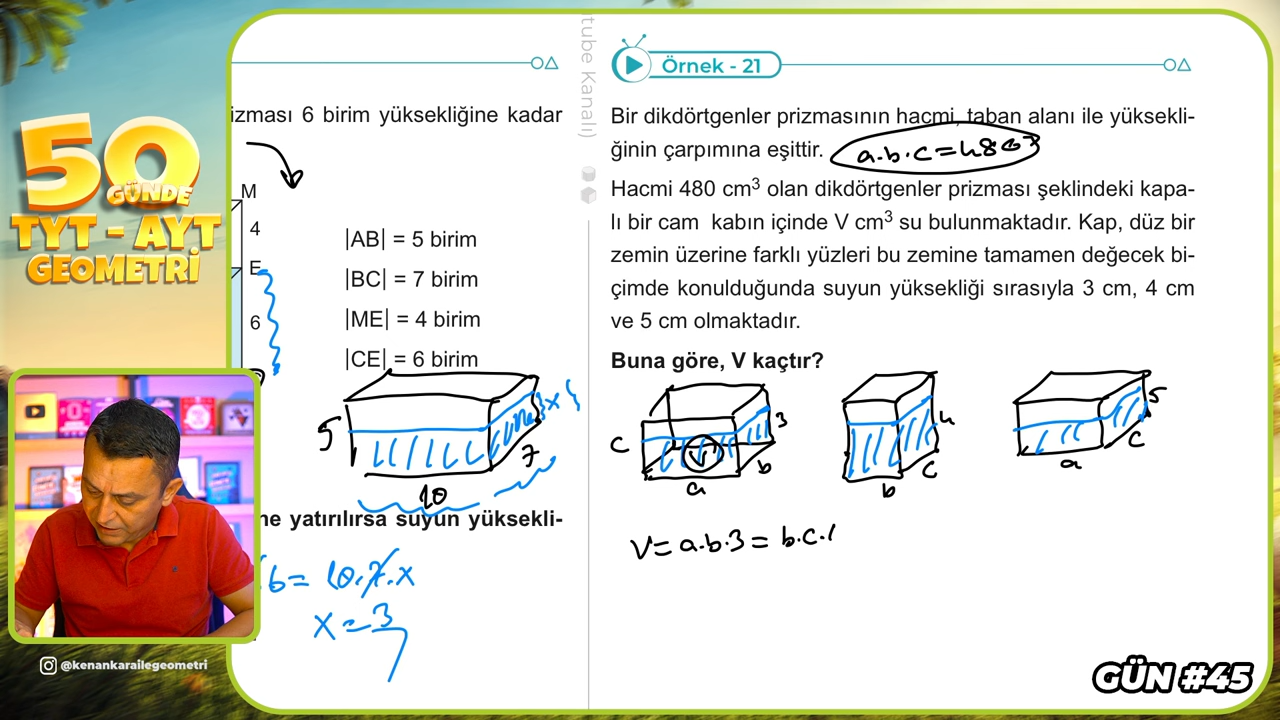 50
GÜNDE
TYT - AYT
GEOMETRİ
@kenankarailegeometri
izması 6 birim yüksekliğine kadar
M
4
E
6
|AB| = 5 birim
|BC| = 7 birim
|ME| = 4 birim
|CE| = 6 birim
5
10
7
x
ne yatırılırsa suyun yüksekli-
6 = 10.7.x
x = 3
tube Kanalı)
Örnek - 21
Bir dikdörtgenler prizmasının hacmi, taban alanı ile yüksekli-
ğinin çarpımına eşittir.
a.b.c = 480
Hacmi 480 cm³ olan dikdörtgenler prizması şeklindeki kapa-
lı bir cam kabın içinde V cm³ su bulunmaktadır. Kap, düz bir
zemin üzerine farklı yüzleri bu zemine tamamen değecek bi-
çimde konulduğunda suyun yüksekliği sırasıyla 3 cm, 4 cm
ve 5 cm olmaktadır.
Buna göre, V kaçtır?
c
V
3
a
b
4
b
c
5
a
c
V = a.b.3 = b.c.
GÜN #45